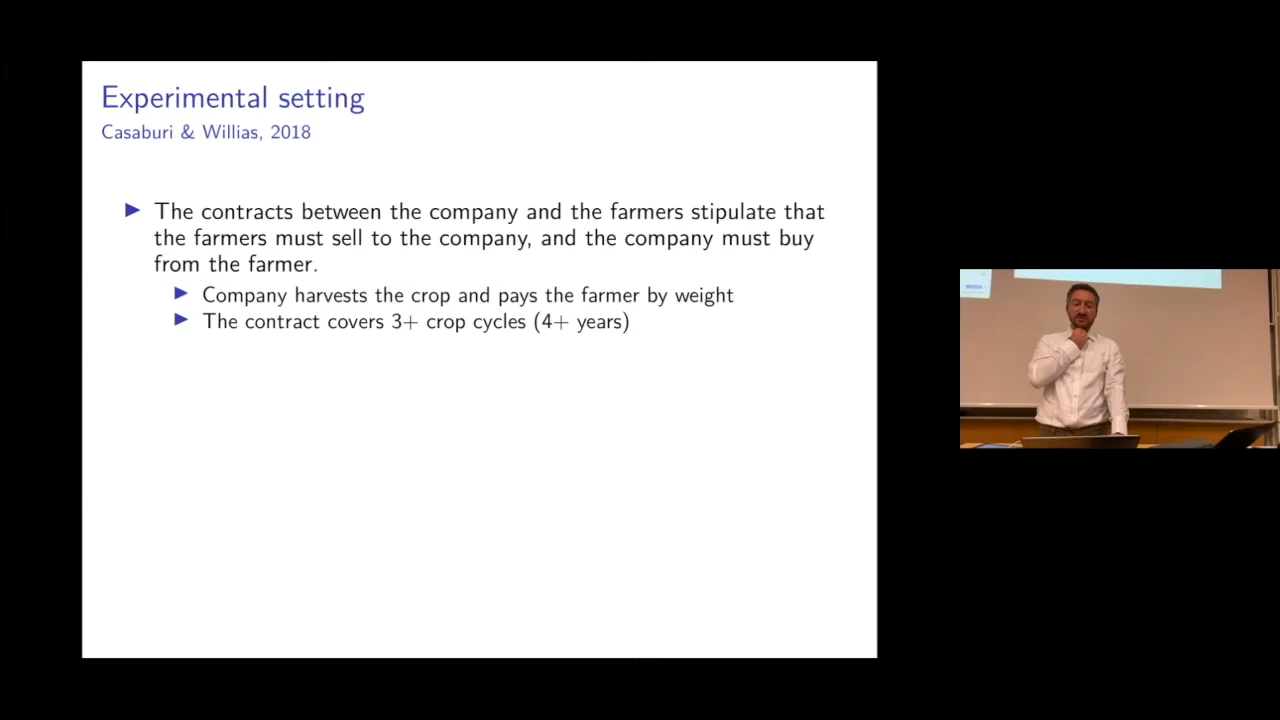 Experimental setting
Casaburi & Willias, 2018
▶ The contracts between the company and the farmers stipulate that
the farmers must sell to the company, and the company must buy
from the farmer.
▶ Company harvests the crop and pays the farmer by weight
▶ The contract covers 3+ crop cycles (4+ years)